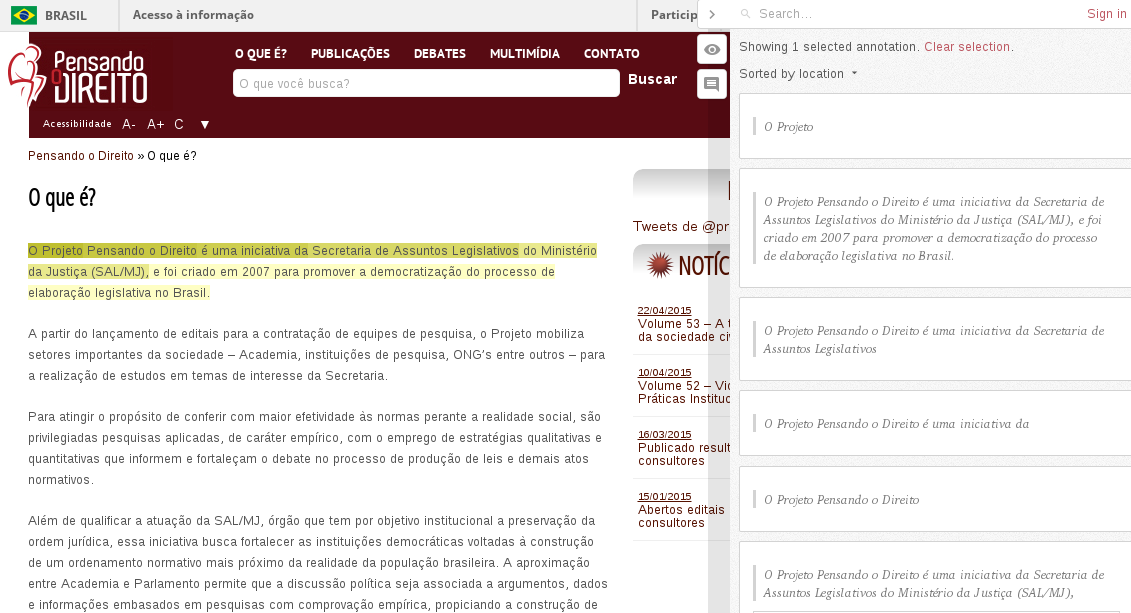 BRASIL
Acesso à informação
Particip
Search…
Sign in
Showing 1 selected annotation. Clear selection.
Sorted by location
Pensando
O DIREITO
O QUE É?
PUBLICAÇÕES
DEBATES
MULTIMÍDIA
CONTATO
O que você busca?
Buscar
Acessibilidade A- A+ C ▼
Pensando o Direito » O que é?
O que é?
O Projeto Pensando o Direito é uma iniciativa da Secretaria de Assuntos Legislativos do Ministério
da Justiça (SAL/MJ), e foi criado em 2007 para promover a democratização do processo de
elaboração legislativa no Brasil.
A partir do lançamento de editais para a contratação de equipes de pesquisa, o Projeto mobiliza
setores importantes da sociedade – Academia, instituições de pesquisa, ONG's entre outros – para
a realização de estudos em temas de interesse da Secretaria.
Para atingir o propósito de conferir com maior efetividade às normas perante a realidade social, são
privilegiadas pesquisas aplicadas, de caráter empírico, com o emprego de estratégias qualitativas e
quantitativas que informem e fortaleçam o debate no processo de produção de leis e demais atos
normativos.
Além de qualificar a atuação da SAL/MJ, órgão que tem por objetivo institucional a preservação da
ordem jurídica, essa iniciativa busca fortalecer as instituições democráticas voltadas à construção
de um ordenamento normativo mais próximo da realidade da população brasileira. A aproximação
entre Academia e Parlamento permite que a discussão política seja associada a argumentos, dados
e informações embasados em pesquisas com comprovação empírica, propiciando a construção de
Tweets de @pr
NOTÍC
22/04/2015
Volume 53 – A t
da sociedade civ
10/04/2015
Volume 52 – Vio
Práticas Instituc
16/03/2015
Publicado result
consultores
15/01/2015
Abertos editais
consultores
O Projeto
O Projeto Pensando o Direito é uma iniciativa da Secretaria de
Assuntos Legislativos do Ministério da Justiça (SAL/MJ), e foi
criado em 2007 para promover a democratização do processo
de elaboração legislativa no Brasil.
O Projeto Pensando o Direito é uma iniciativa da Secretaria de
Assuntos Legislativos
O Projeto Pensando o Direito é uma iniciativa da
O Projeto Pensando o Direito
O Projeto Pensando o Direito é uma iniciativa da Secretaria de
Assuntos Legislativos do Ministério da Justiça (SAL/MJ),